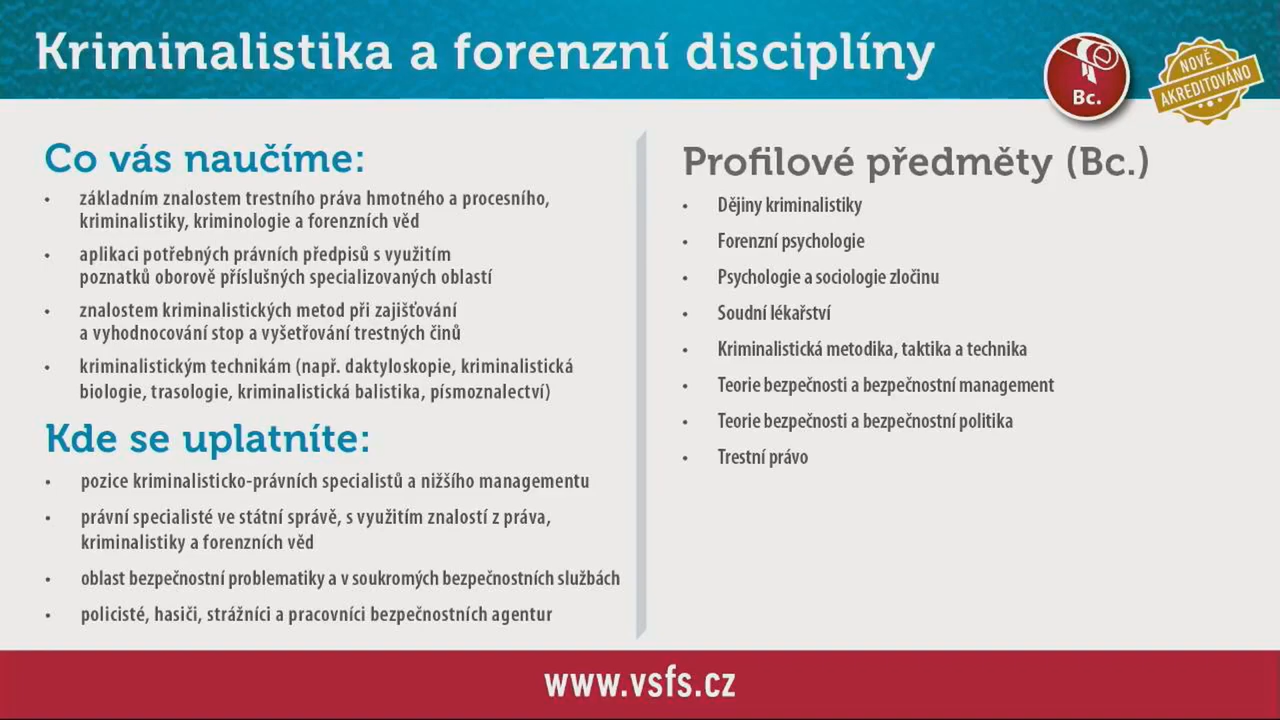 Kriminalistika a forenzní disciplíny
Bc.
NOVĚ
AKREDITOVÁNO
Co vás naučíme:
• základním znalostem trestního práva hmotného a procesního,
kriminalistiky, kriminologie a forenzních věd
• aplikaci potřebných právních předpisů s využitím
poznatků oborově příslušných specializovaných oblastí
• znalostem kriminalistických metod při zajišťování
a vyhodnocování stop a vyšetřování trestných činů
• kriminalistickým technikám (např. daktyloskopie, kriminalistická
biologie, trasologie, kriminalistická balistika, písmoznalectví)
Kde se uplatníte:
• pozice kriminalisticko-právních specialistů a nižšího managementu
• právní specialisté ve státní správě, s využitím znalostí z práva,
kriminalistiky a forenzních věd
• oblast bezpečnostní problematiky a v soukromých bezpečnostních službách
• policisté, hasiči, strážníci a pracovníci bezpečnostních agentur
Profilové předměty (Bc.)
• Dějiny kriminalistiky
• Forenzní psychologie
• Psychologie a sociologie zločinu
• Soudní lékařství
• Kriminalistická metodika, taktika a technika
• Teorie bezpečnosti a bezpečnostní management
• Teorie bezpečnosti a bezpečnostní politika
• Trestní právo
www.vsfs.cz